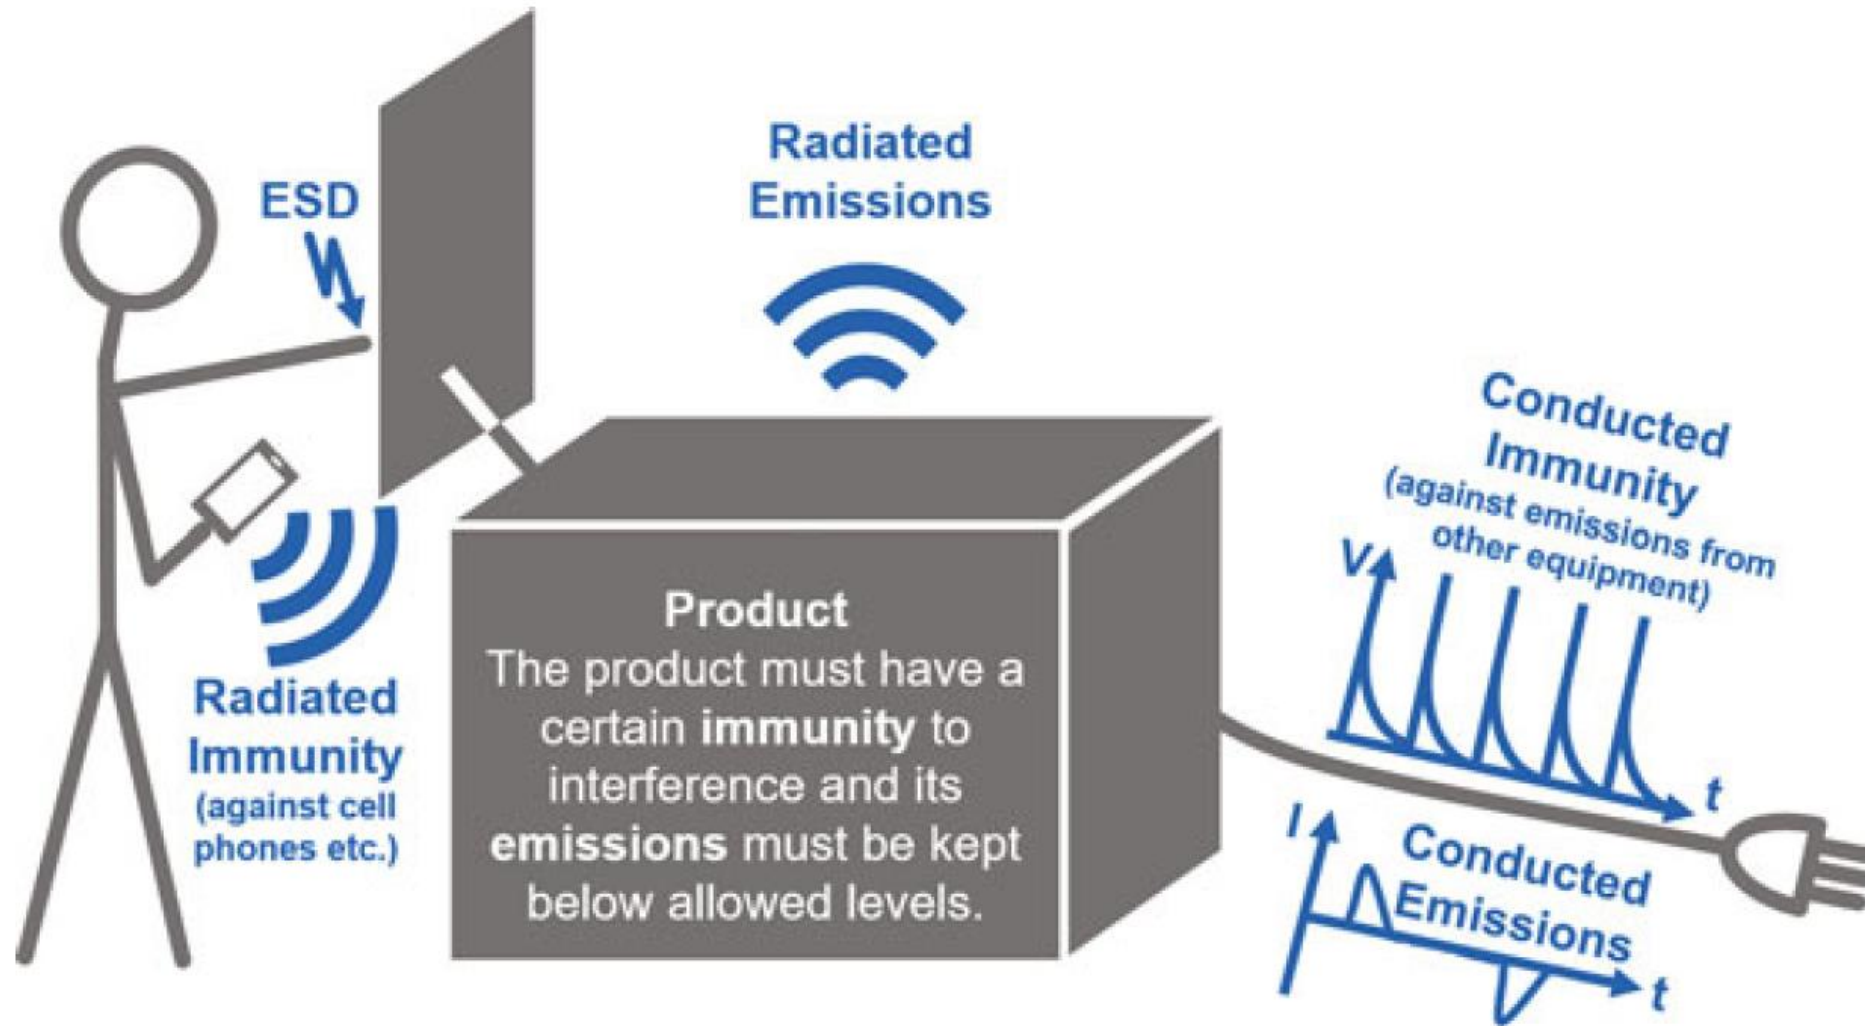 ESD
Radiated
Emissions
Radiated
Immunity
(against cell
phones etc.)
Product
The product must have a
certain immunity to
interference and its
emissions must be kept
below allowed levels.
Conducted
Immunity
(against emissions from
other equipment)
V
t
I
Conducted
Emissions
t